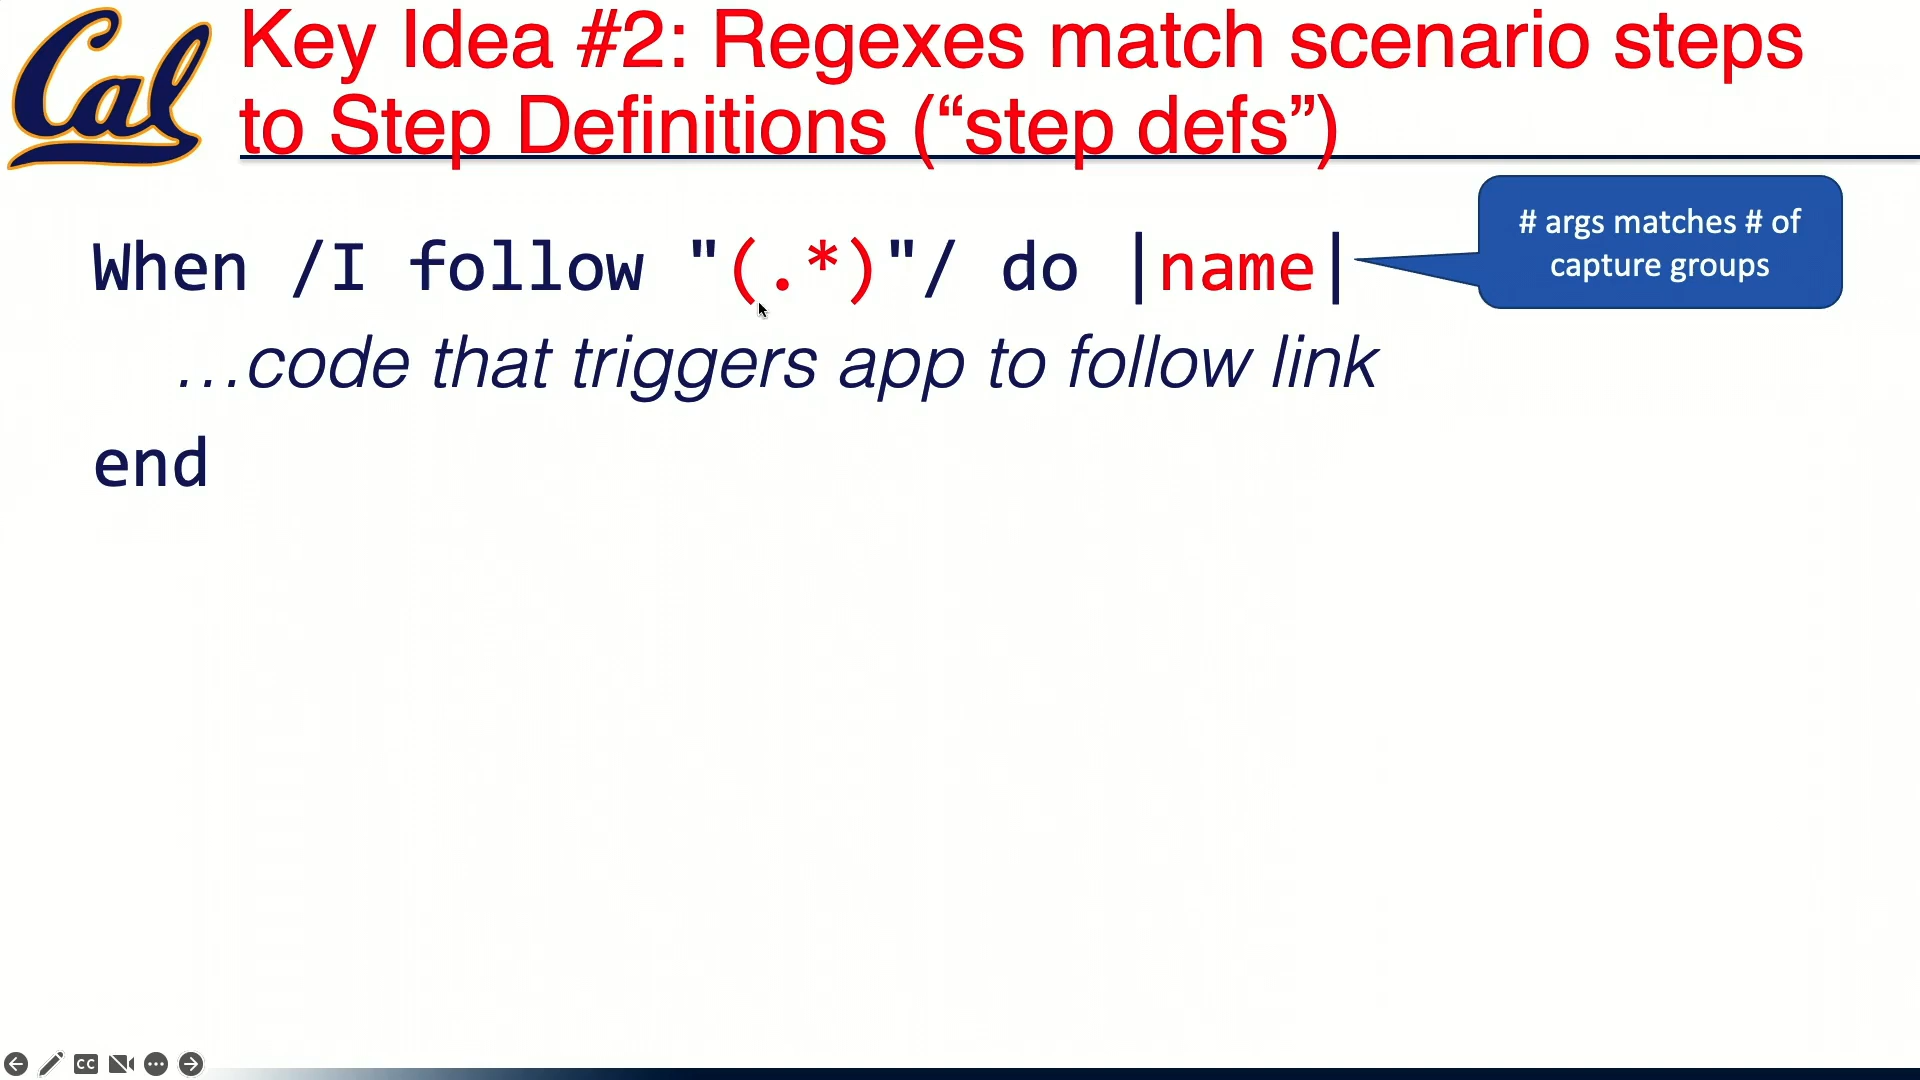 Cal
Key Idea #2: Regexes match scenario steps
to Step Definitions (“step defs”)
# args matches # of
capture groups
When /I follow "(.*)"/ do |name|
…code that triggers app to follow link
end
CC